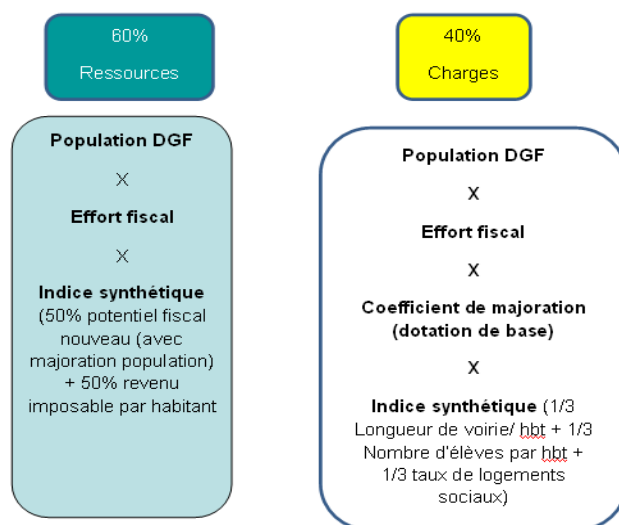 60%
Ressources
Population DGF
X
Effort fiscal
X
Indice synthétique
(50% potentiel fiscal
nouveau (avec
majoration population)
+ 50% revenu
imposable par habitant
40%
Charges
Population DGF
X
Effort fiscal
X
Coefficient de majoration
(dotation de base)
X
Indice synthétique (1/3
Longueur de voirie/ hbt + 1/3
Nombre d'élèves par hbt +
1/3 taux de logements
sociaux)